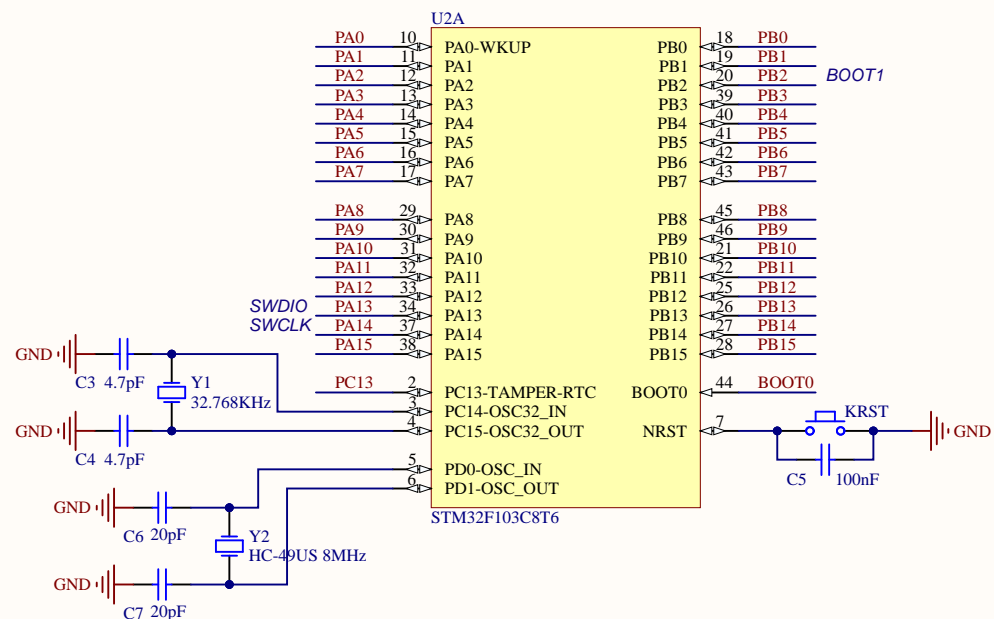 U2A
PA0 10 PA0-WKUP PB0 18 PB0
PA1 11 PA1 PB1 19 PB1
PA2 12 PA2 PB2 20 PB2 BOOT1
PA3 13 PA3 PB3 39 PB3
PA4 14 PA4 PB4 40 PB4
PA5 15 PA5 PB5 41 PB5
PA6 16 PA6 PB6 42 PB6
PA7 17 PA7 PB7 43 PB7
PA8 29 PA8 PB8 45 PB8
PA9 30 PA9 PB9 46 PB9
PA10 31 PA10 PB10 21 PB10
PA11 32 PA11 PB11 22 PB11
PA12 33 PA12 PB12 25 PB12
SWDIO PA13 34 PA13 PB13 26 PB13
SWCLK PA14 37 PA14 PB14 27 PB14
PA15 38 PA15 PB15 28 PB15
GND
C3 4.7pF
Y1
32.768KHz
PC13 2 PC13-TAMPER-RTC BOOT0 44 BOOT0
3 PC14-OSC32_IN
GND 4 PC15-OSC32_OUT NRST 7 KRST GND
C4 4.7pF
C5 100nF
5 PD0-OSC_IN
6 PD1-OSC_OUT
GND
C6 20pF
STM32F103C8T6
Y2
HC-49US 8MHz
GND
C7 20pF